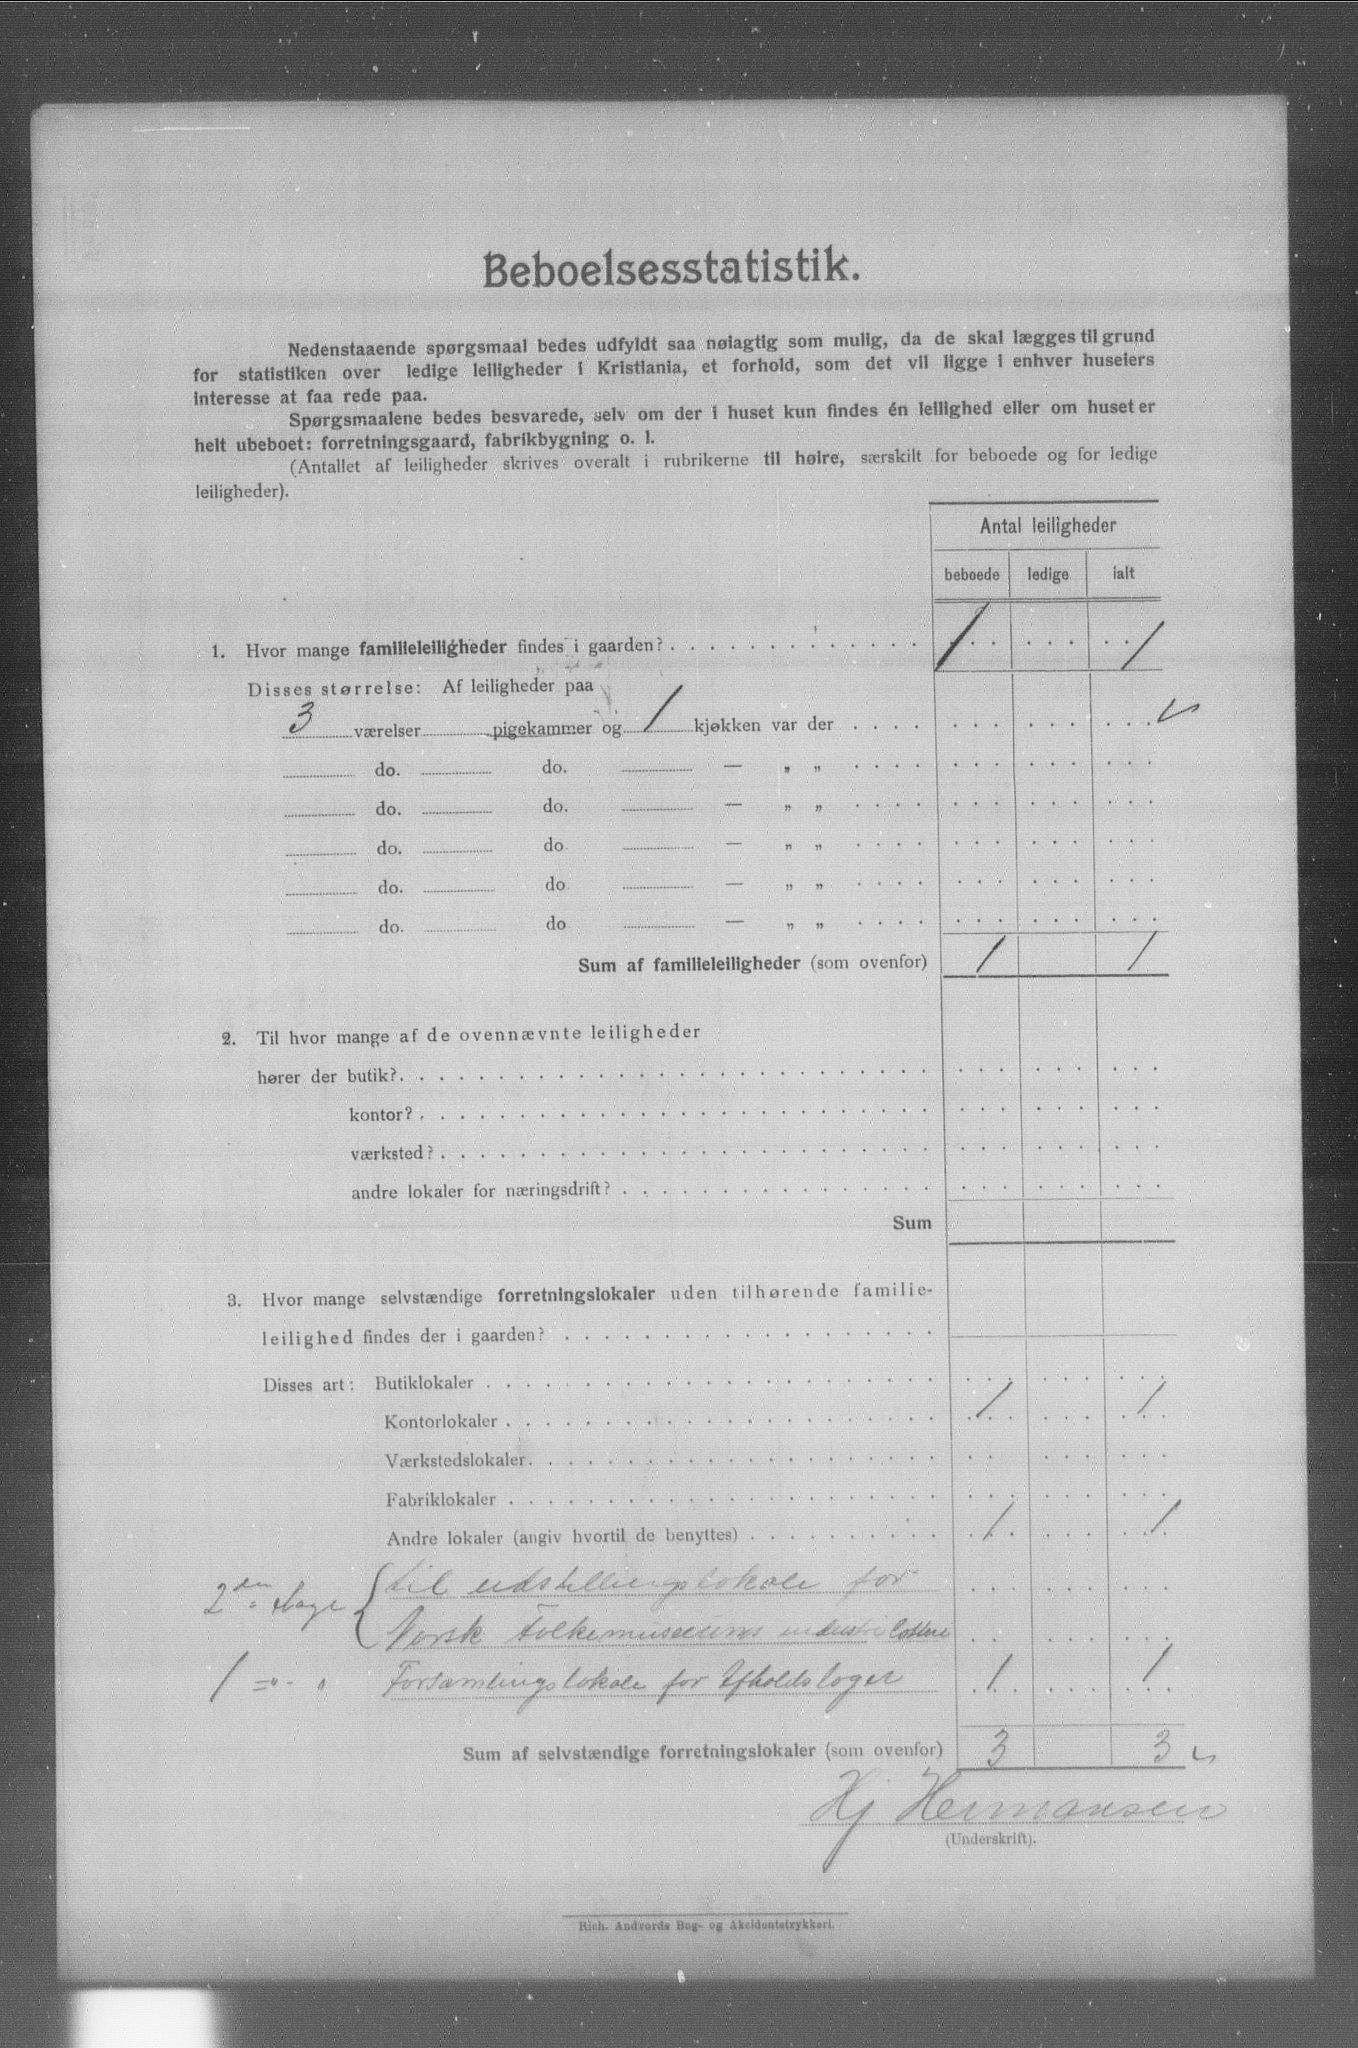 Beboelsesstatistik.
Nedenstaaende spørgsmaal bedes udfyldt saa nøiagtig som mulig, da de skal lægges til grund
for statistiken over ledige leiligheder i Kristiania, et forhold, som det vil ligge i enhver huseiers
interesse at faa rede paa.
Spørgsmaalene bedes besvarede, selv om der i huset kun findes én leilighed eller om huset er
helt ubeboet: forretningsgaard, fabrikbygning o. l.
(Antallet af leiligheder skrives overalt i rubrikerne til høire, særskilt for beboede og for ledige
leiligheder).
Antal leiligheder
beboede ledige ialt
1. Hvor mange familieleiligheder findes i gaarden? 1 1
Disses størrelse: Af leiligheder paa
3 værelser pigekammer og 1 kjøkken var der
do. do. — „ „
do. do. — „ „
do. do — „ „
do. do — „ „
do. do — „ „
Sum af familieleiligheder (som ovenfor) 1 1
2. Til hvor mange af de ovennævnte leiligheder
hører der butik?
kontor?
værksted?
andre lokaler for næringsdrift?
Sum
3. Hvor mange selvstændige forretningslokaler uden tilhørende familie-
leilighed findes der i gaarden?
Disses art: Butiklokaler
Kontorlokaler 1 1
Værkstedslokaler.
Fabriklokaler
Andre lokaler (angiv hvortil de benyttes) 1 1
2den etage til udstillingslokale for
Norsk Folkemuseums industri
1 Forsamlingslokale for Afholdsloger 1 1
Sum af selvstændige forretningslokaler (som ovenfor) 3 3
Hj Hermansen
(Underskrift).
Rich. Andvords Bog- og Akcidentstrykkeri.